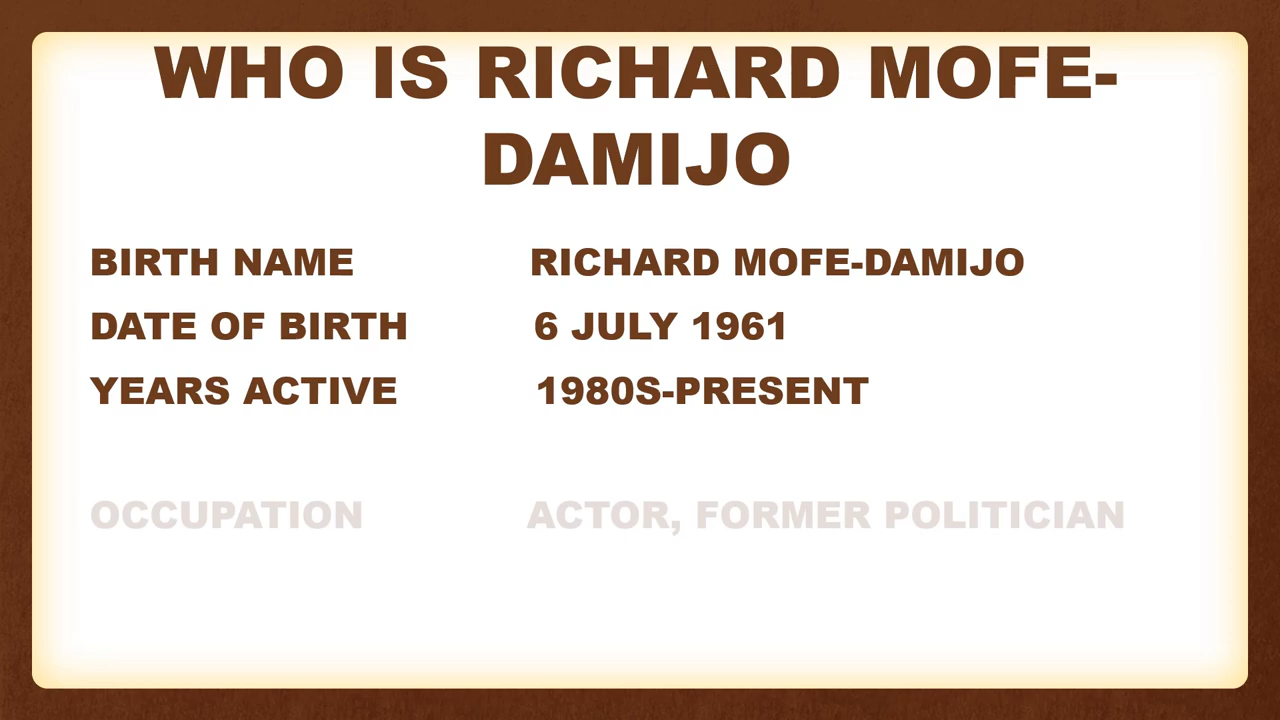 WHO IS RICHARD MOFE-
DAMIJO
BIRTH NAME RICHARD MOFE-DAMIJO
DATE OF BIRTH 6 JULY 1961
YEARS ACTIVE 1980S-PRESENT
OCCUPATION ACTOR, FORMER POLITICIAN